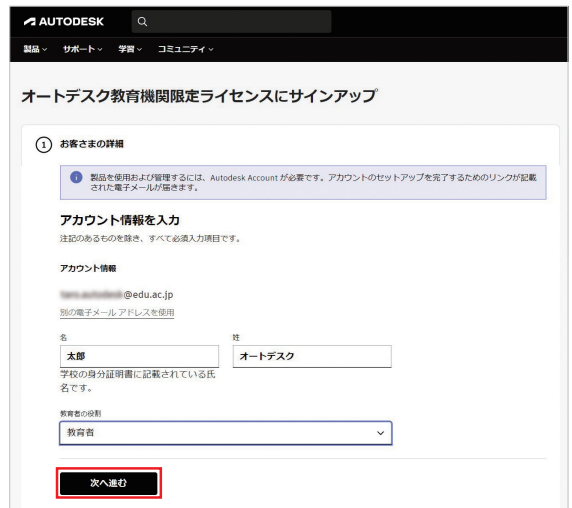 AUTODESK
製品 サポート 学習 コミュニティ
オートデスク教育機関限定ライセンスにサインアップ
1 お客さまの詳細
製品を使用および管理するには、Autodesk Account が必要です。アカウントのセットアップを完了するためのリンクが記載
された電子メールが届きます。
アカウント情報を入力
注記のあるものを除き、すべて必須入力項目です。
アカウント情報
@edu.ac.jp
別の電子メール アドレスを使用
名 姓
太郎 オートデスク
学校の身分証明書に記載されている氏
名です。
教育者の役割
教育者
次へ進む